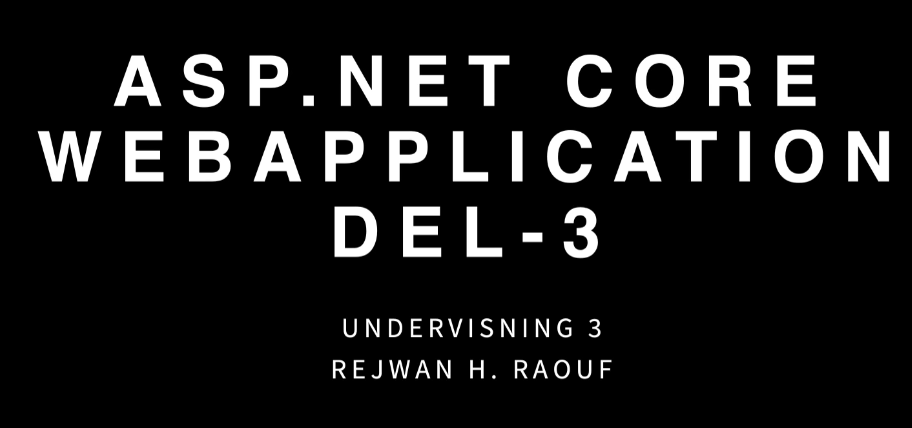 ASP.NET CORE
WEBAPPLICATION
DEL-3
UNDERVISNING 3
REJWAN H. RAOUF